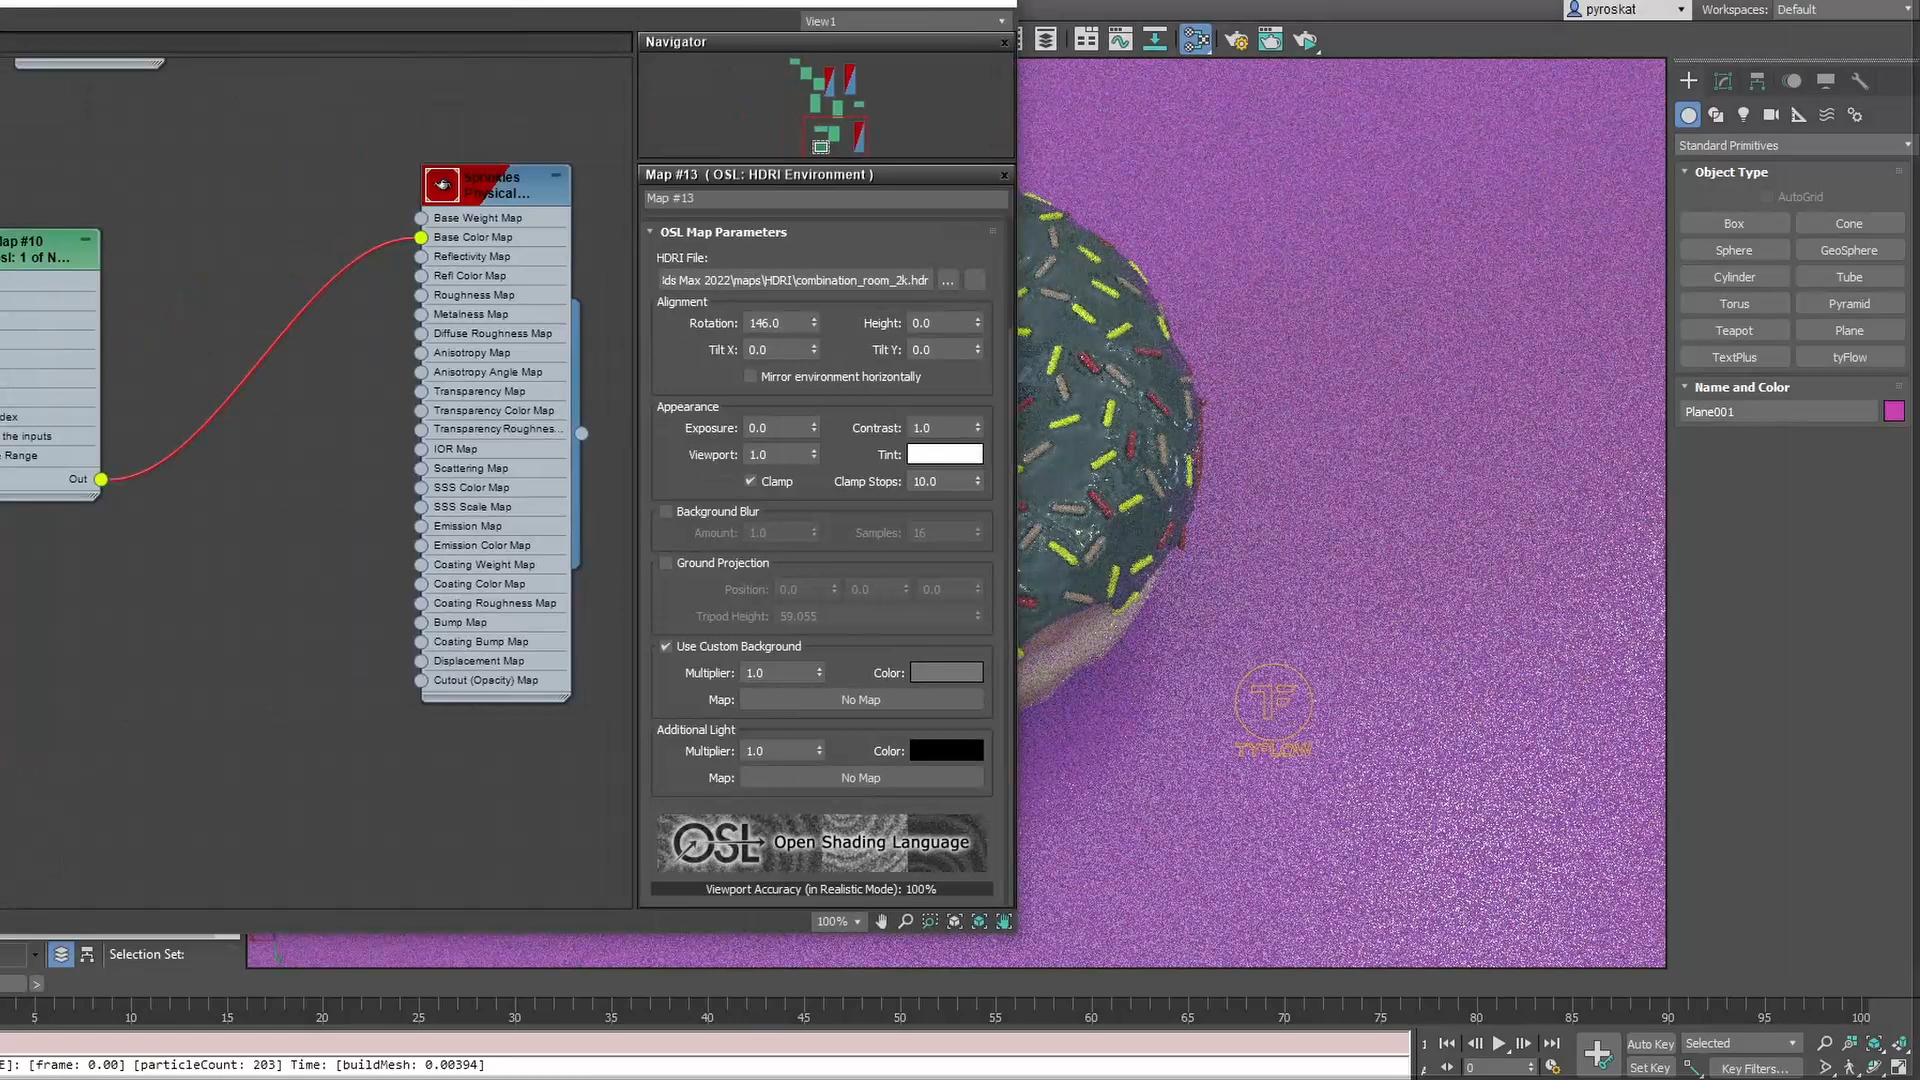 View1
pyroskat
Workspaces:
Default
Navigator
Map #13 ( OSL: HDRI Environment )
Map #13
OSL Map Parameters
HDRI File:
ds Max 2022\maps\HDRI\combination_room_2k.hdr
...
Alignment
Rotation: 146.0 Height: 0.0
Tilt X: 0.0 Tilt Y: 0.0
Mirror environment horizontally
Appearance
Exposure: 0.0 Contrast: 1.0
Viewport: 1.0 Tint:
Clamp Clamp Stops: 10.0
Background Blur
Amount: 1.0 Samples: 16
Ground Projection
Position: 0.0 0.0 0.0
Tripod Height: 59.055
Use Custom Background
Multiplier: 1.0 Color:
Map: No Map
Additional Light
Multiplier: 1.0 Color:
Map: No Map
OSL Open Shading Language
Viewport Accuracy (in Realistic Mode): 100%
100%
Map #10
OSL: 1 of N...
dex
the inputs
e Range
Out
Sprinkles
Physical...
Base Weight Map
Base Color Map
Reflectivity Map
Refl Color Map
Roughness Map
Metalness Map
Diffuse Roughness Map
Anisotropy Map
Anisotropy Angle Map
Transparency Map
Transparency Color Map
Transparency Roughnes...
IOR Map
Scattering Map
SSS Color Map
SSS Scale Map
Emission Map
Emission Color Map
Coating Weight Map
Coating Color Map
Coating Roughness Map
Bump Map
Coating Bump Map
Displacement Map
Cutout (Opacity) Map
TF
TYFLOW
Standard Primitives
Object Type
AutoGrid
Box Cone
Sphere GeoSphere
Cylinder Tube
Torus Pyramid
Teapot Plane
TextPlus tyFlow
Name and Color
Plane001
Selection Set:
>
5 10 15 20 25 30 35 40 45 50 55 60 65 70 75 80 85 90 95 100
E]: [frame: 0.00] [particleCount: 203] Time: [buildMesh: 0.00394]
0
Auto Key
Selected
Set Key
Key Filters...